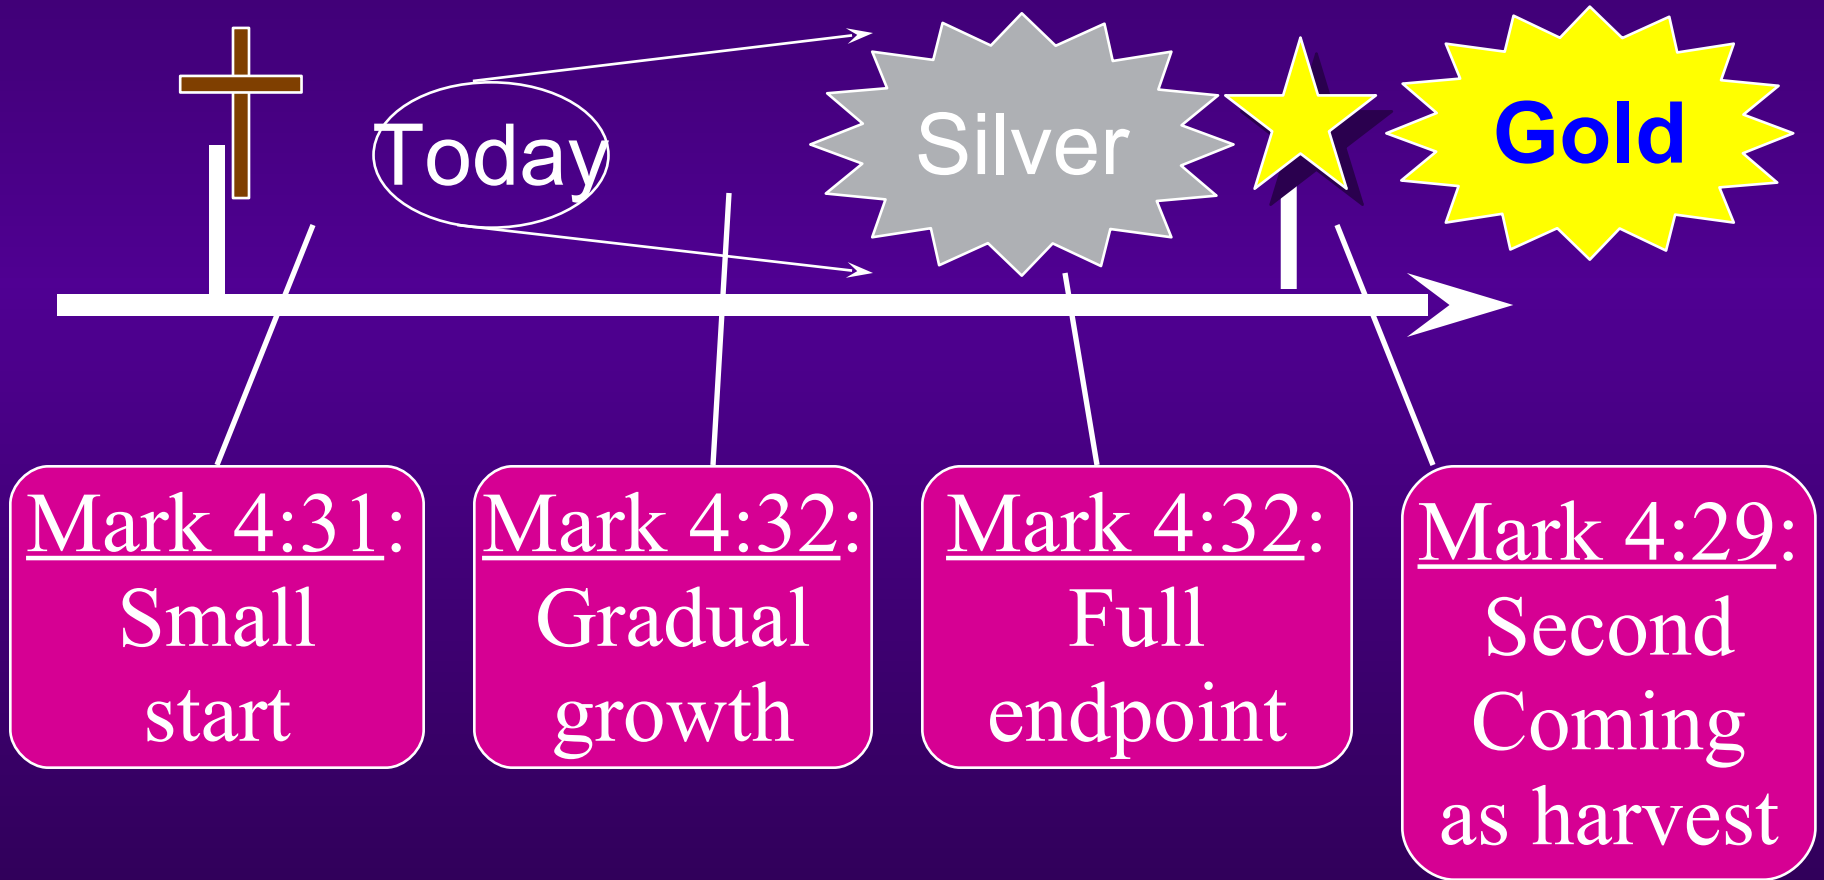 Today
Silver
Gold
Mark 4:31:
Small
start
Mark 4:32:
Gradual
growth
Mark 4:32:
Full
endpoint
Mark 4:29:
Second
Coming
as harvest